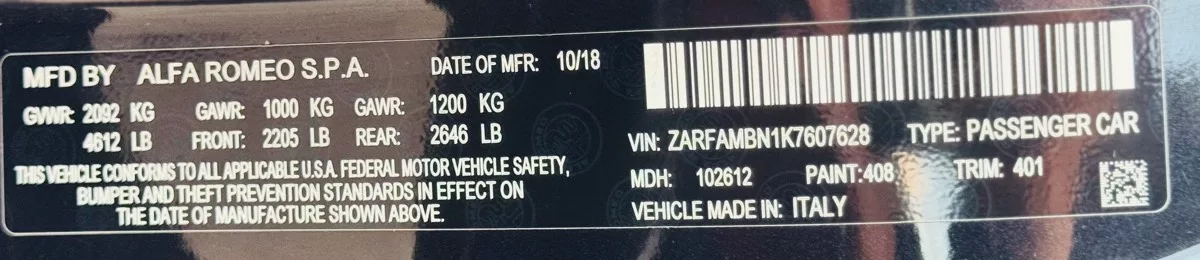 MFD BY ALFA ROMEO S.P.A. DATE OF MFR: 10/18
GVWR: 2092 KG GAWR: 1000 KG GAWR: 1200 KG
4612 LB FRONT: 2205 LB REAR: 2646 LB
THIS VEHICLE CONFORMS TO ALL APPLICABLE U.S.A. FEDERAL MOTOR VEHICLE SAFETY,
BUMPER AND THEFT PREVENTION STANDARDS IN EFFECT ON
THE DATE OF MANUFACTURE SHOWN ABOVE.
VIN: ZARFAMBN1K7607628 TYPE: PASSENGER CAR
MDH: 102612 PAINT:408 TRIM: 401
VEHICLE MADE IN: ITALY